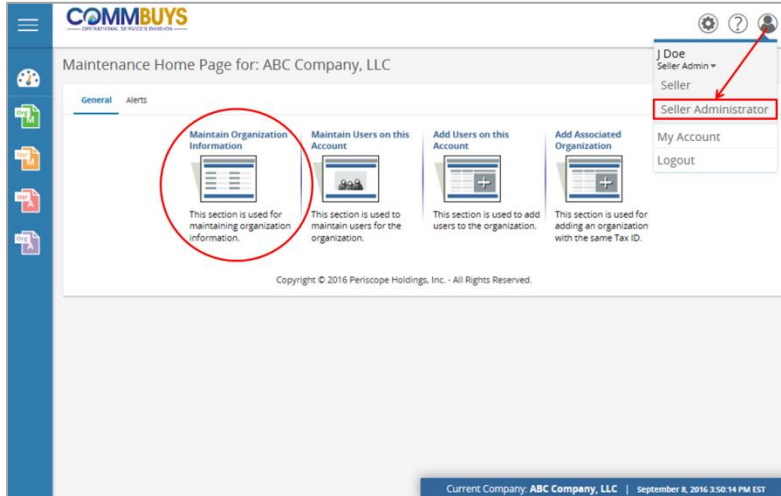 COMMBUYS
OPERATIONAL SERVICES DIVISION
J Doe
Seller Admin
Seller
Seller Administrator
My Account
Logout
Maintenance Home Page for: ABC Company, LLC
General Alerts
Maintain Organization
Information
This section is used for
maintaining organization
information.
Maintain Users on this
Account
This section is used to
maintain users for the
organization.
Add Users on this
Account
This section is used to add
users to the organization.
Add Associated
Organization
This section is used for
adding an organization
with the same Tax ID.
Org M
Usr M
Usr A
Org A
Copyright © 2016 Periscope Holdings, Inc. - All Rights Reserved.
Current Company: ABC Company, LLC | September 8, 2016 3:50:14 PM EST